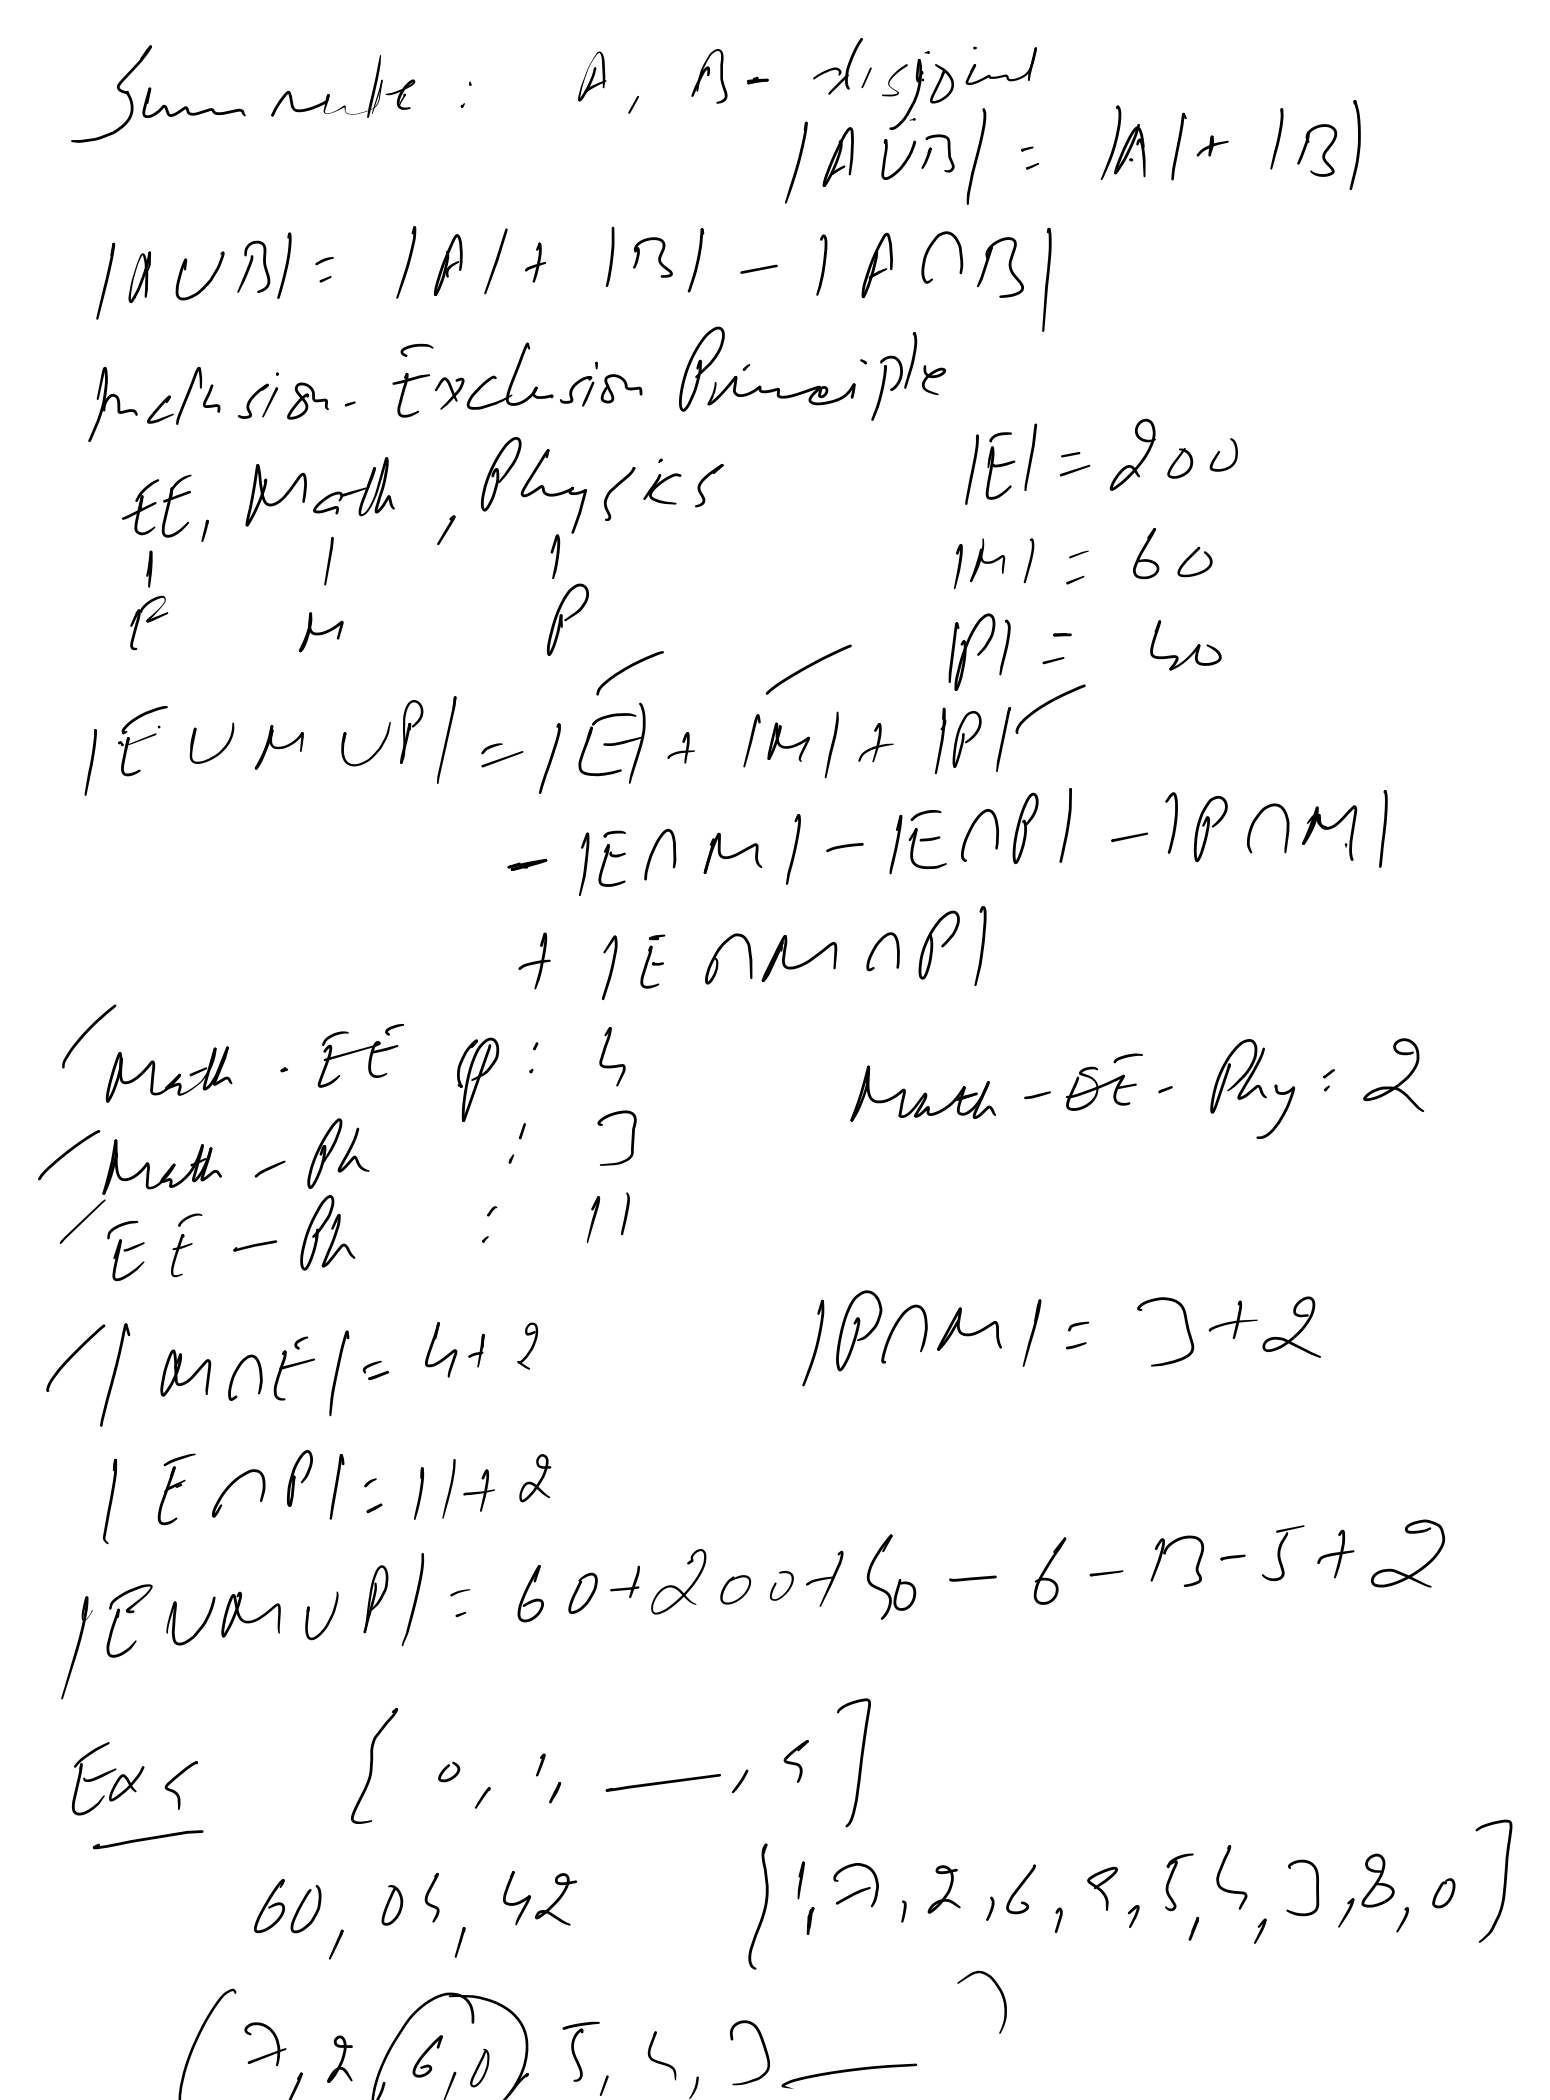 Sum rule : A, B - disjoint
|A∪B| = |A| + |B|
|A∪B| = |A| + |B| - |A∩B|
Inclusion-Exclusion Principle
EE, Math, Physics |E| = 200
E M P |M| = 60
|P| = 40
|E∪M∪P| = |E| + |M| + |P|
- |E∩M| - |E∩P| - |P∩M|
+ |E∩M∩P|
Math - EE : 4 Math - EE - Phy : 2
Math - Ph : 3
EE - Ph : 11
|M∩E| = 4+2 |P∩M| = 3+2
|E∩P| = 11+2
|E∪M∪P| = 60+200+40 - 6 - 13 - 5 + 2
{ 0, 1, —, 9 }
60, 04, 42 {1, 7, 2, 6, 9, 5, 4, 3, 8, 0}
(7, 2, 6, 0, 5, 4, 3 — )